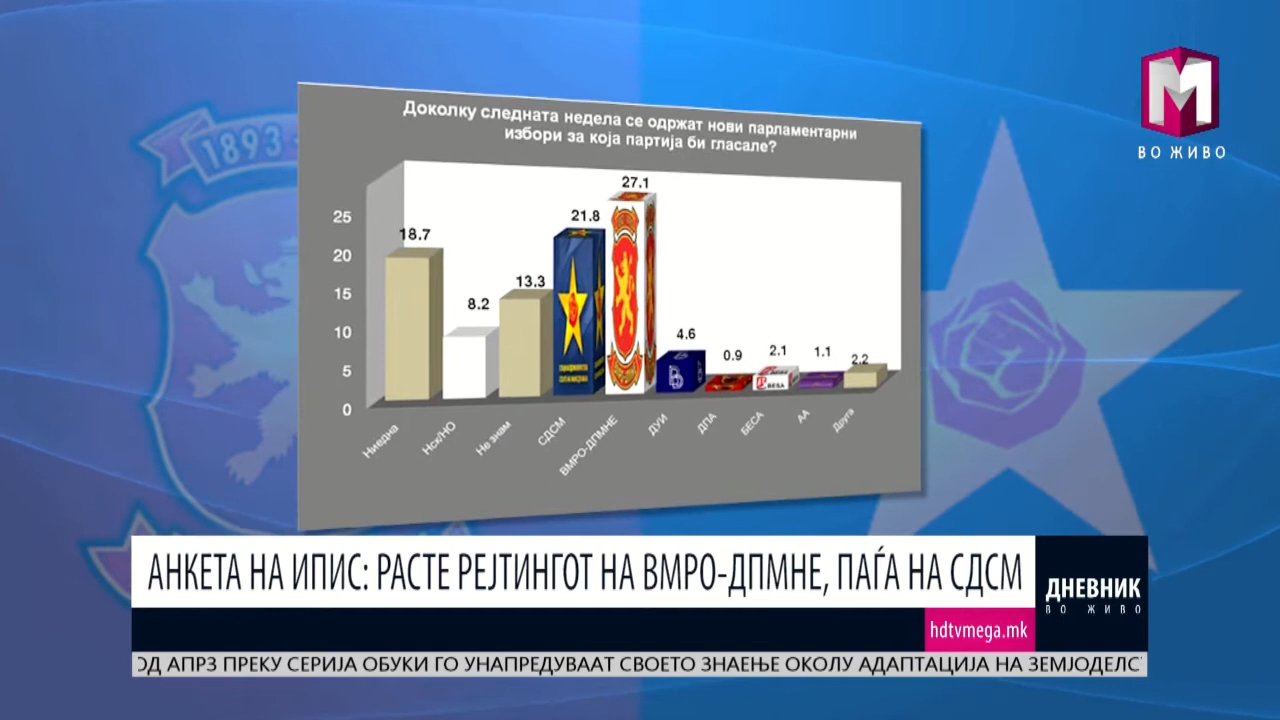 ВО ЖИВО
1893
Доколку следната недела се одржат нови парламентарни
избори за која партија би гласале?
25
20
15
10
5
0
18.7
8.2
13.3
21.8
27.1
4.6
0.9
2.1
1.1
2.2
BESA
Ниедна
Нск/НО
Не знам
СДСМ
ВМРО-ДПМНЕ
ДУИ
ДПА
БЕСА
АА
Друга
АНКЕТА НА ИПИС: РАСТЕ РЕЈТИНГОТ НА ВМРО-ДПМНЕ, ПАЃА НА СДСМ
ДНЕВНИК
ВО ЖИВО
hdtvmega.mk
ОД АПРЗ ПРЕКУ СЕРИЈА ОБУКИ ГО УНАПРЕДУВААТ СВОЕТО ЗНАЕЊЕ ОКОЛУ АДАПТАЦИЈА НА ЗЕМЈОДЕЛС